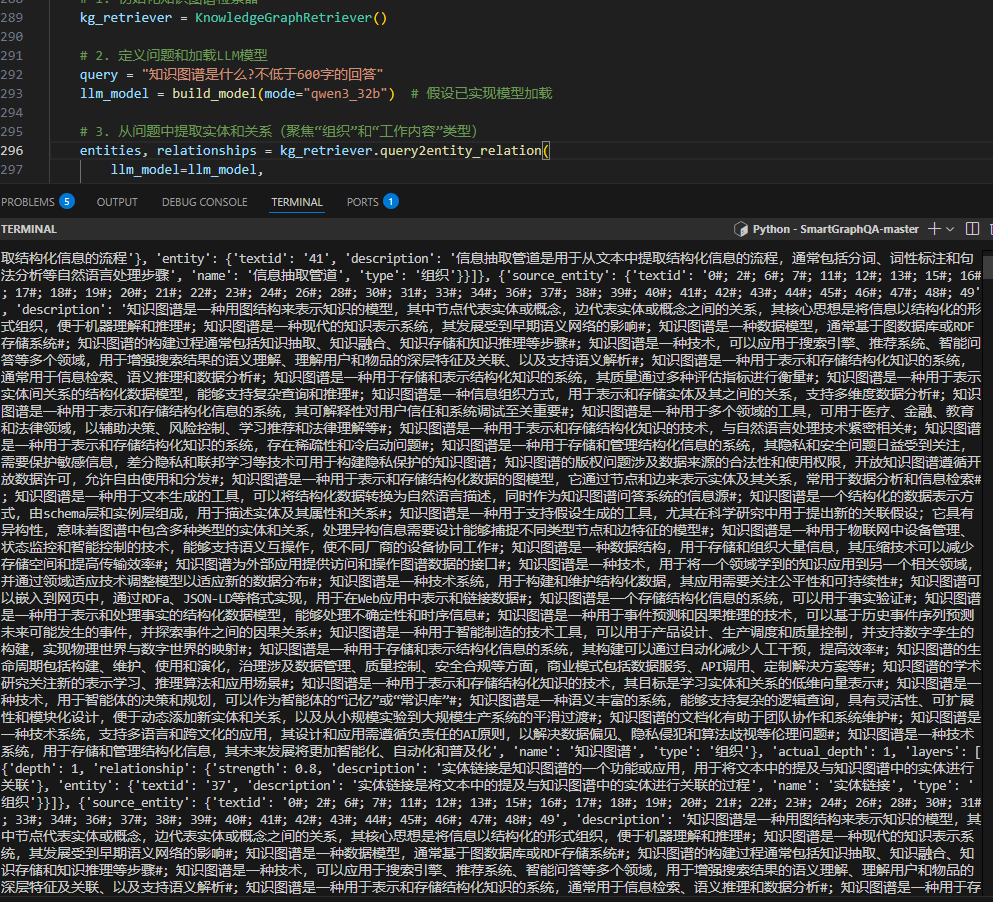 288 # 1. 初始化知识图谱检索器
289 kg_retriever = KnowledgeGraphRetriever()
290
291 # 2. 定义问题和加载LLM模型
292 query = "知识图谱是什么?不低于600字的回答"
293 llm_model = build_model(mode="qwen3_32b") # 假设已实现模型加载
294
295 # 3. 从问题中提取实体和关系（聚焦“组织”和“工作内容”类型）
296 entities, relationships = kg_retriever.query2entity_relation(
297 llm_model=llm_model,
PROBLEMS 5 OUTPUT DEBUG CONSOLE TERMINAL PORTS 1
TERMINAL Python - SmartGraphQA-master
取结构化信息的流程'}, 'entity': {'textid': '41', 'description': '信息抽取管道是用于从文本中提取结构化信息的流程，通常包括分词、词性标注和句
法分析等自然语言处理步骤', 'name': '信息抽取管道', 'type': '组织'}}]}, {'source_entity': {'textid': '0#; 2#; 6#; 7#; 11#; 12#; 13#; 15#; 16#
; 17#; 18#; 19#; 20#; 21#; 22#; 23#; 24#; 26#; 28#; 30#; 31#; 33#; 34#; 36#; 37#; 38#; 39#; 40#; 41#; 42#; 43#; 44#; 45#; 46#; 47#; 48#; 49'
, 'description': '知识图谱是一种用图结构来表示知识的模型，其中节点代表实体或概念，边代表实体或概念之间的关系，其核心思想是将信息以结构化的形
式组织，便于机器理解和推理#; 知识图谱是一种现代的知识表示系统，其发展受到早期语义网络的影响#; 知识图谱是一种数据模型，通常基于图数据库或RDF
存储系统#; 知识图谱的构建过程通常包括知识抽取、知识融合、知识存储和知识推理等步骤#; 知识图谱是一种技术，可以应用于搜索引擎、推荐系统、智能问
答等多个领域，用于增强搜索结果的语义理解、理解用户和物品的深层特征及关联、以及支持语义解析#; 知识图谱是一种用于表示和存储结构化知识的系统，
通常用于信息检索、语义推理和数据分析#; 知识图谱是一种用于存储和表示结构化知识的系统，其质量通过多种评估指标进行衡量#; 知识图谱是一种用于表示
实体间关系的结构化数据模型，能够支持复杂查询和推理#; 知识图谱是一种信息组织方式，用于表示和存储实体及其之间的关系，支持多维度数据分析#; 知识
图谱是一种用于表示和存储结构化信息的系统，其可解释性对用户信任和系统调试至关重要#; 知识图谱是一种用于多个领域的工具，可用于医疗、金融、教育
和法律领域，以辅助决策、风险控制、学习推荐和法律理解等#; 知识图谱是一种用于表示和存储结构化知识的技术，与自然语言处理技术紧密相关#; 知识图谱
是一种用于表示和存储结构化知识的系统，存在稀疏性和冷启动问题#; 知识图谱是一种用于存储和管理结构化信息的系统，其隐私和安全问题日益受到关注，
需要保护敏感信息，差分隐私和联邦学习等技术可用于构建隐私保护的知识图谱；知识图谱的版权问题涉及数据来源的合法性和使用权限，开放知识图谱遵循开
放数据许可，允许自由使用和分发#; 知识图谱是一种用于表示和存储结构化数据的图模型，它通过节点和边来表示实体及其关系，常用于数据分析和信息检索#
; 知识图谱是一种用于文本生成的工具，可以将结构化数据转换为自然语言描述，同时作为知识图谱问答系统的信息源#; 知识图谱是一个结构化的数据表示方
式，由schema层和实例层组成，用于描述实体及其属性和关系#; 知识图谱是一种用于支持假设生成的工具，尤其在科学研究中用于提出新的关联假设；它具有
异构性，意味着图谱中包含多种类型的实体和关系，处理异构信息需要设计能够捕捉不同类型节点和边特征的模型#; 知识图谱是一种用于物联网中设备管理、
状态监控和智能控制的技术，能够支持语义互操作，使不同厂商的设备协同工作#; 知识图谱是一种数据结构，用于存储和组织大量信息，其压缩技术可以减少
存储空间和提高传输效率#; 知识图谱为外部应用提供访问和操作图谱数据的接口#; 知识图谱是一种技术，用于将一个领域学到的知识应用到另一个相关领域，
并通过领域适应技术调整模型以适应新的数据分布#; 知识图谱是一种技术系统，用于构建和维护结构化数据，其应用需要关注公平性和可持续性#; 知识图谱可
以嵌入到网页中，通过RDFa、JSON-LD等格式实现，用于在Web应用中表示和链接数据#; 知识图谱是一个存储结构化信息的系统，可以用于事实验证#; 知识图谱
是一种用于表示和处理事实的结构化数据模型，能够处理不确定性和时序信息#; 知识图谱是一种用于事件预测和因果推理的技术，可以基于历史事件序列预测
未来可能发生的事件，并探索事件之间的因果关系#; 知识图谱是一种用于智能制造的技术工具，可以用于产品设计、生产调度和质量控制，并支持数字孪生的
构建，实现物理世界与数字世界的映射#; 知识图谱是一种用于存储和表示结构化信息的系统，其构建可以通过自动化减少人工干预，提高效率#; 知识图谱的生
命周期包括构建、维护、使用和演化，治理涉及数据管理、质量控制、安全合规等方面，商业模式包括数据服务、API调用、定制解决方案等#; 知识图谱的学术
研究关注新的表示学习、推理算法和应用场景#; 知识图谱是一种用于表示和存储结构化知识的技术，其目标是学习实体和关系的低维向量表示#; 知识图谱是一
种技术，用于智能体的决策和规划，可以作为智能体的“记忆”或“常识库”#; 知识图谱是一种语义丰富的系统，能够支持复杂的逻辑查询，具有灵活性、可扩展
性和模块化设计，便于动态添加新实体和关系，以及从小规模实验到大规模生产系统的平滑过渡#; 知识图谱的文档化有助于团队协作和系统维护#; 知识图谱是
一种技术系统，支持多语言和跨文化的应用，其设计和应用需遵循负责任的AI原则，以解决数据偏见、隐私侵犯和算法歧视等伦理问题#; 知识图谱是一种技术
系统，用于存储和管理结构化信息，其未来发展将更加智能化、自动化和普及化', 'name': '知识图谱', 'type': '组织'}, 'actual_depth': 1, 'layers': [
{'depth': 1, 'relationship': {'strength': 0.8, 'description': '实体链接是知识图谱的一个功能或应用，用于将文本中的提及与知识图谱中的实体进行
关联'}, 'entity': {'textid': '37', 'description': '实体链接是将文本中的提及与知识图谱中的实体进行关联的过程', 'name': '实体链接', 'type': '
组织'}}]}, {'source_entity': {'textid': '0#; 2#; 6#; 7#; 11#; 12#; 13#; 15#; 16#; 17#; 18#; 19#; 20#; 21#; 22#; 23#; 24#; 26#; 28#; 30#; 31#
; 33#; 34#; 36#; 37#; 38#; 39#; 40#; 41#; 42#; 43#; 44#; 45#; 46#; 47#; 48#; 49', 'description': '知识图谱是一种用图结构来表示知识的模型，其
中节点代表实体或概念，边代表实体或概念之间的关系，其核心思想是将信息以结构化的形式组织，便于机器理解和推理#; 知识图谱是一种现代的知识表示系
统，其发展受到早期语义网络的影响#; 知识图谱是一种数据模型，通常基于图数据库或RDF存储系统#; 知识图谱的构建过程通常包括知识抽取、知识融合、知
识存储和知识推理等步骤#; 知识图谱是一种技术，可以应用于搜索引擎、推荐系统、智能问答等多个领域，用于增强搜索结果的语义理解、理解用户和物品的
深层特征及关联、以及支持语义解析#; 知识图谱是一种用于表示和存储结构化知识的系统，通常用于信息检索、语义推理和数据分析#; 知识图谱是一种用于存